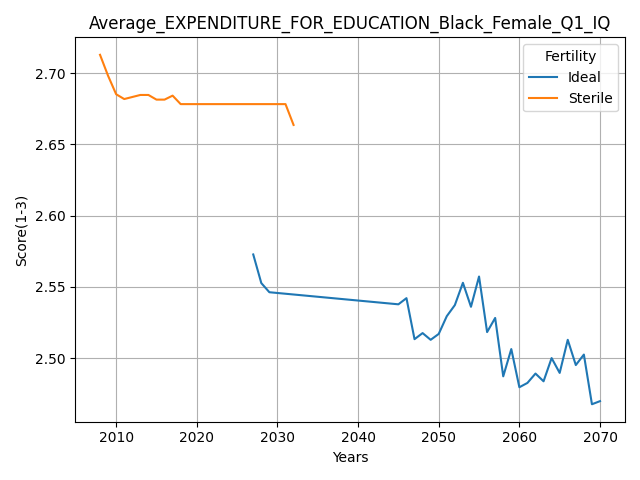 Average_EXPENDITURE_FOR_EDUCATION_Black_Female_Q1_IQ
Fertility
Ideal
Sterile
Score(1-3)
2.70
2.65
2.60
2.55
2.50
2010 2020 2030 2040 2050 2060 2070
Years